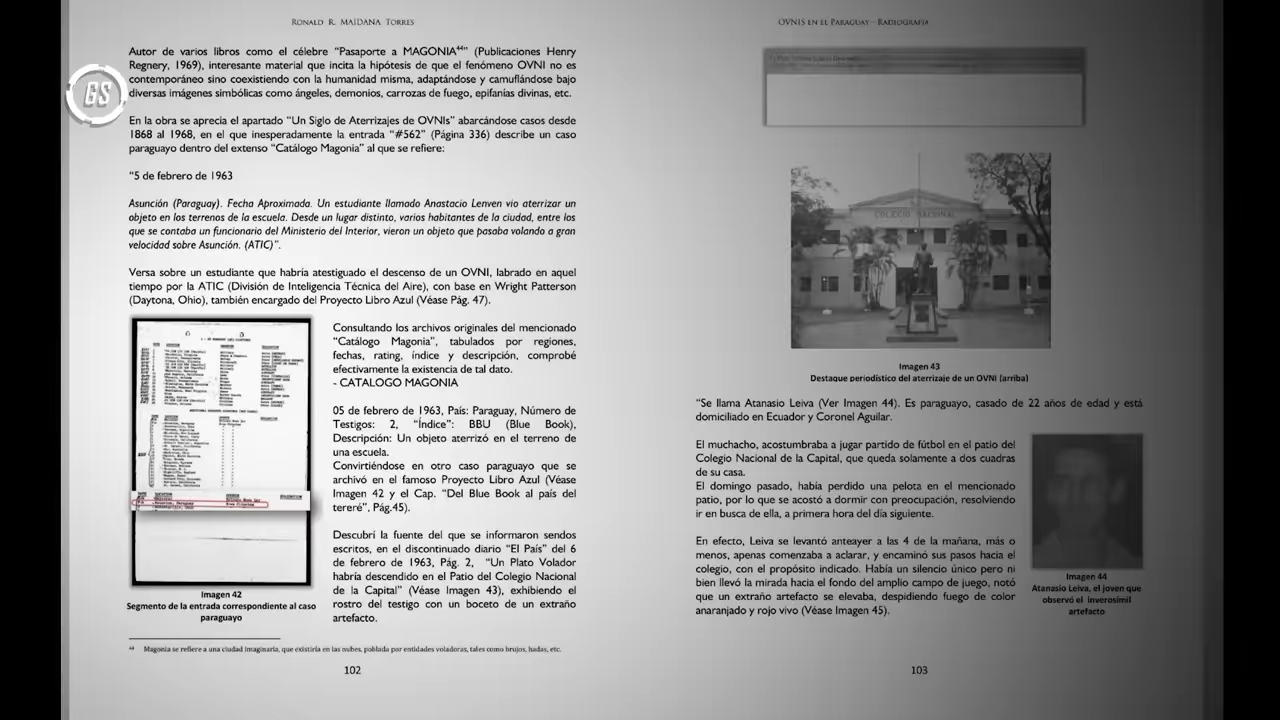 RONALD R. MAIDANA TORRES
GS
Autor de varios libros como el célebre “Pasaporte a MAGONIA⁴⁴” (Publicaciones Henry
Regnery, 1969), interesante material que incita la hipótesis de que el fenómeno OVNI no es
contemporáneo sino coexistiendo con la humanidad misma, adaptándose y camuflándose bajo
diversas imágenes simbólicas como ángeles, demonios, carrozas de fuego, epifanías divinas, etc.
En la obra se aprecia el apartado “Un Siglo de Aterrizajes de OVNIs” abarcándose casos desde
1868 al 1968, en el que inesperadamente la entrada “#562” (Página 336) describe un caso
paraguayo dentro del extenso “Catálogo Magonia” al que se refiere:
“5 de febrero de 1963
Asunción (Paraguay). Fecha Aproximada. Un estudiante llamado Anastacio Lenven vio aterrizar un
objeto en los terrenos de la escuela. Desde un lugar distinto, varios habitantes de la ciudad, entre los
que se contaba un funcionario del Ministerio del Interior, vieron un objeto que pasaba volando a gran
velocidad sobre Asunción. (ATIC)”.
Versa sobre un estudiante que habría atestiguado el descenso de un OVNI, labrado en aquel
tiempo por la ATIC (División de Inteligencia Técnica del Aire), con base en Wright Patterson
(Daytona, Ohio), también encargado del Proyecto Libro Azul (Véase Pág. 47).
Consultando los archivos originales del mencionado
“Catálogo Magonia”, tabulados por regiones,
fechas, rating, índice y descripción, comprobé
efectivamente la existencia de tal dato.
- CATALOGO MAGONIA
05 de febrero de 1963, País: Paraguay, Número de
Testigos: 2, “Índice”: BBU (Blue Book),
Descripción: Un objeto aterrizó en el terreno de
una escuela.
Convirtiéndose en otro caso paraguayo que se
archivó en el famoso Proyecto Libro Azul (Véase
Imagen 42 y el Cap. “Del Blue Book al país del
tereré”, Pág.45).
Descubrí la fuente del que se informaron sendos
escritos, en el discontinuado diario “El País” del 6
de febrero de 1963, Pág. 2, “Un Plato Volador
habría descendido en el Patio del Colegio Nacional
de la Capital” (Véase Imagen 43), exhibiendo el
rostro del testigo con un boceto de un extraño
artefacto.
Imagen 42
Segmento de la entrada correspondiente al caso
paraguayo
⁴⁴ Magonia se refiere a una ciudad imaginaria, que existiría en las nubes, poblada por entidades voladoras, tales como brujos, hadas, etc.
102
OVNIS EN EL PARAGUAY – RADIOGRAFÍA
COLEGIO NACIONAL
Imagen 43
Destaque periodístico del aterrizaje de un OVNI (arriba)
“Se llama Atanasio Leiva (Ver Imagen 44). Es paraguayo, casado de 22 años de edad y está
domiciliado en Ecuador y Coronel Aguilar.
El muchacho, acostumbraba a jugar partido de fútbol en el patio del
Colegio Nacional de la Capital, que queda solamente a dos cuadras
de su casa.
El domingo pasado, había perdido una pelota en el mencionado
patio, por lo que se acostó a dormir con preocupación, resolviendo
ir en busca de ella, a primera hora del día siguiente.
En efecto, Leiva se levantó anteayer a las 4 de la mañana, más o
menos, apenas comenzaba a aclarar, y encaminó sus pasos hacia el
colegio, con el propósito indicado. Había un silencio único pero ni
bien llevó la mirada hacia el fondo del amplio campo de juego, notó
que un extraño artefacto se elevaba, despidiendo fuego de color
anaranjado y rojo vivo (Véase Imagen 45).
Imagen 44
Atanasio Leiva, el joven que
observó el inverosímil
artefacto
103